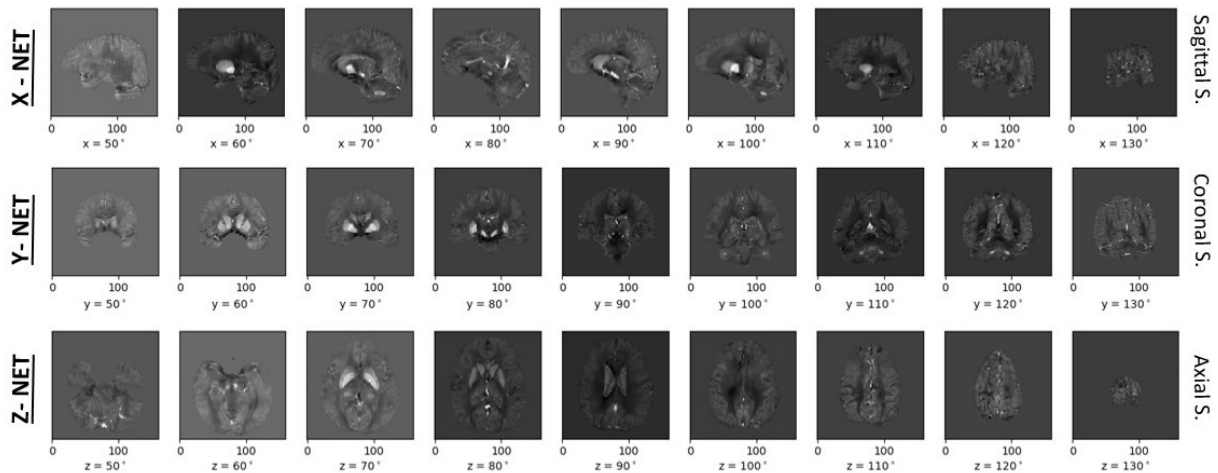 X - NET
Sagittal S.
0 100 0 100 0 100 0 100 0 100 0 100 0 100 0 100 0 100
x = 50° x = 60° x = 70° x = 80° x = 90° x = 100° x = 110° x = 120° x = 130°
Y - NET
Coronal S.
0 100 0 100 0 100 0 100 0 100 0 100 0 100 0 100 0 100
y = 50° y = 60° y = 70° y = 80° y = 90° y = 100° y = 110° y = 120° y = 130°
Z- NET
Axial S.
0 100 0 100 0 100 0 100 0 100 0 100 0 100 0 100 0 100
z = 50° z = 60° z = 70° z = 80° z = 90° z = 100° z = 110° z = 120° z = 130°